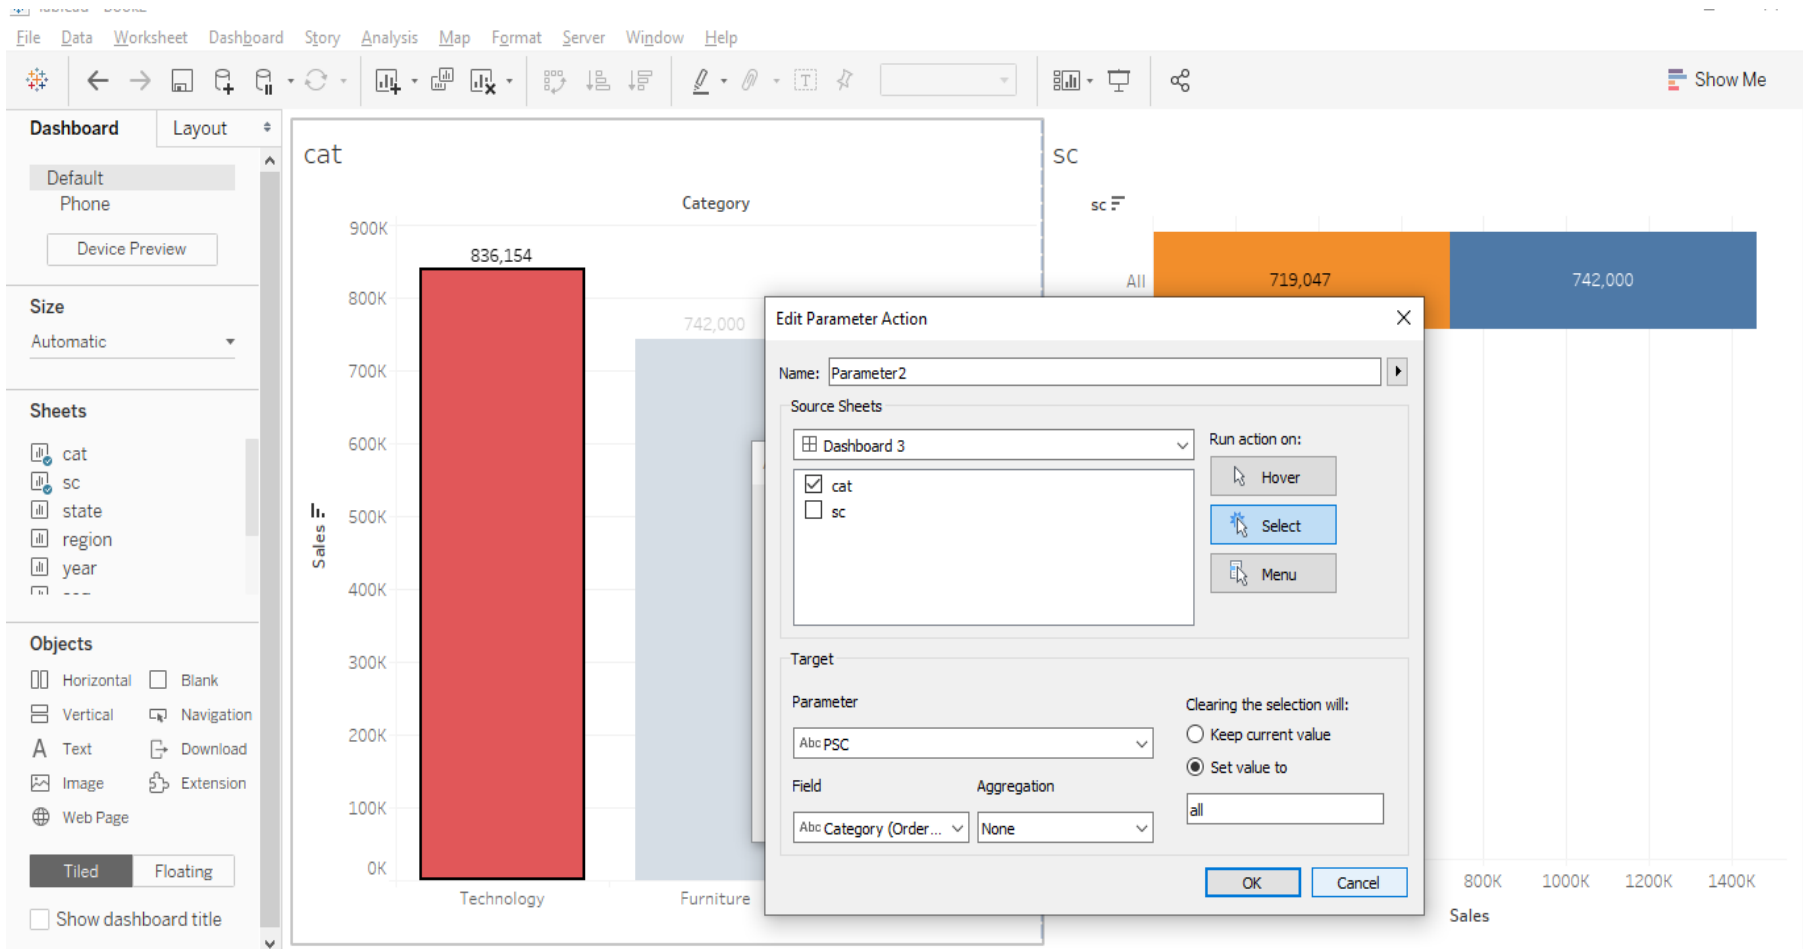 File Data Worksheet Dashboard Story Analysis Map Format Server Window Help
Show Me
Dashboard Layout
Default
Phone
Device Preview
Size
Automatic
Sheets
cat
sc
state
region
year
Objects
Horizontal Blank
Vertical Navigation
A Text Download
Image Extension
Web Page
Tiled Floating
Show dashboard title
cat
Category
900K
836,154
800K
742,000
700K
600K
500K
400K
300K
200K
100K
0K
Sales
Technology Furniture
sc
sc
All 719,047 742,000
800K 1000K 1200K 1400K
Sales
Edit Parameter Action
Name: Parameter2
Source Sheets
Dashboard 3
cat
sc
Run action on:
Hover
Select
Menu
Target
Parameter
Abc PSC
Field Aggregation
Abc Category (Order... None
Clearing the selection will:
Keep current value
Set value to
all
OK Cancel